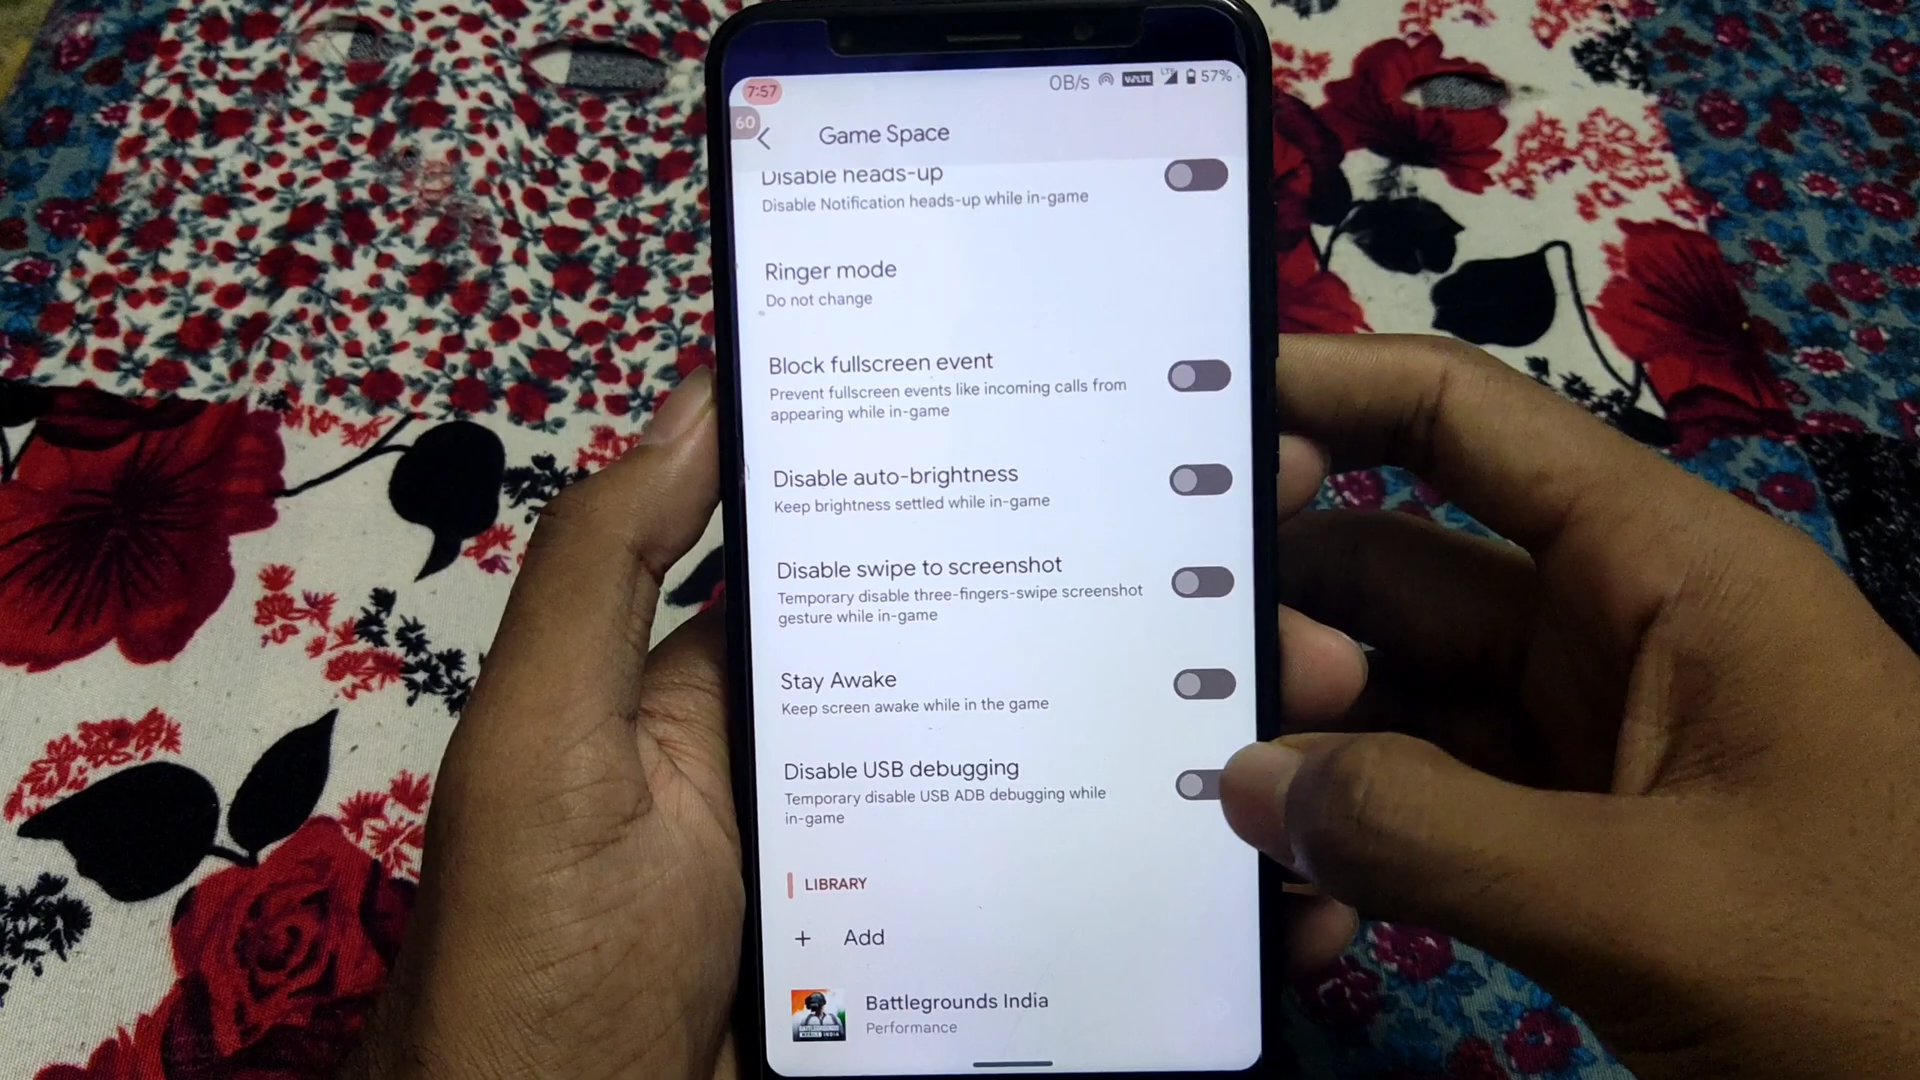 7:57
0B/s VoLTE LTE 57%
60
Game Space
Disable heads-up
Disable Notification heads-up while in-game
Ringer mode
Do not change
Block fullscreen event
Prevent fullscreen events like incoming calls from
appearing while in-game
Disable auto-brightness
Keep brightness settled while in-game
Disable swipe to screenshot
Temporary disable three-fingers-swipe screenshot
gesture while in-game
Stay Awake
Keep screen awake while in the game
Disable USB debugging
Temporary disable USB ADB debugging while
in-game
LIBRARY
+ Add
Battlegrounds India
Performance